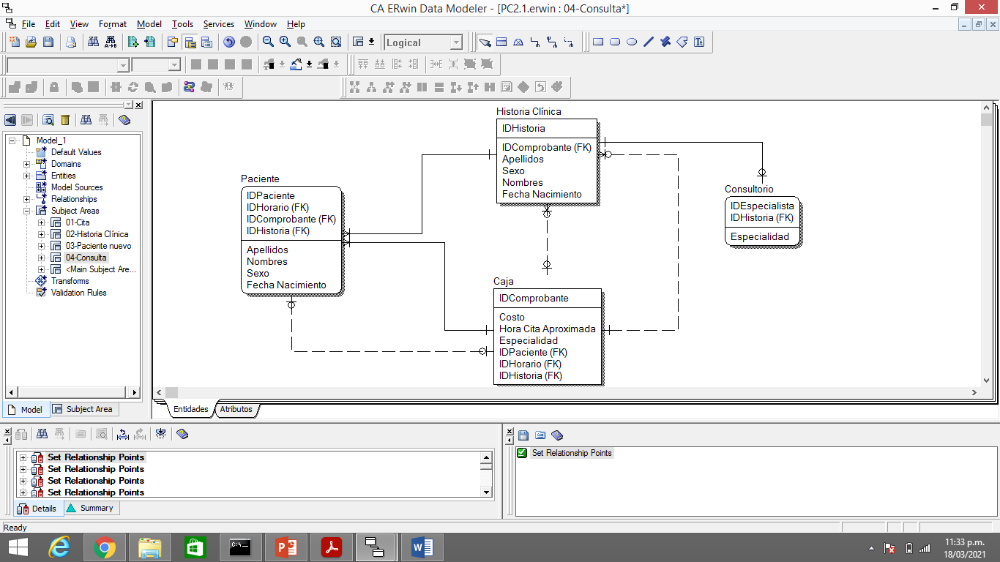 CA ERwin Data Modeler - [PC2.1.erwin : 04-Consulta*]
File Edit View Format Model Tools Services Window Help
Logical
Model_1
Default Values
Domains
Entities
Model Sources
Relationships
Subject Areas
01-Cita
02-Historia Clínica
03-Paciente nuevo
04-Consulta
<Main Subject Are...
Transforms
Validation Rules
Model
Subject Area
Historia Clínica
IDHistoria
IDComprobante (FK)
Apellidos
Sexo
Nombres
Fecha Nacimiento
Paciente
IDPaciente
IDHorario (FK)
IDComprobante (FK)
IDHistoria (FK)
Apellidos
Nombres
Sexo
Fecha Nacimiento
Consultorio
IDEspecialista
IDHistoria (FK)
Especialidad
Caja
IDComprobante
Costo
Hora Cita Aproximada
Especialidad
IDPaciente (FK)
IDHorario (FK)
IDHistoria (FK)
Entidades
Atributos
Set Relationship Points
Set Relationship Points
Set Relationship Points
Set Relationship Points
Details
Summary
Set Relationship Points
Ready
11:33 p.m.
18/03/2021